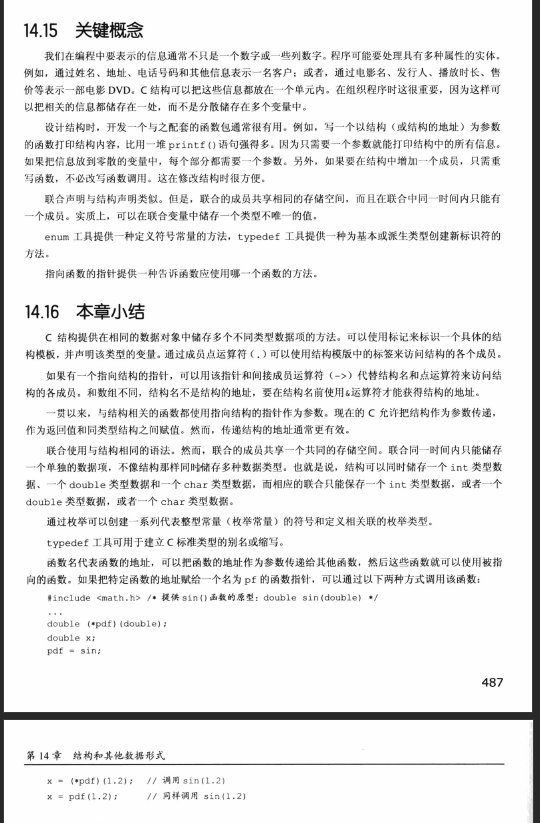 14.15 关键概念
我们在编程中要表示的信息通常不只是一个数字或一些列数字。程序可能要处理具有多种属性的实体。
例如，通过姓名、地址、电话号码和其他信息表示一名客户；或者，通过电影名、发行人、播放时长、售
价等表示一部电影 DVD。C 结构可以把这些信息都放在一个单元内。在组织程序时这很重要，因为这样可
以把相关的信息都储存在一处，而不是分散储存在多个变量中。
设计结构时，开发一个与之配套的函数包通常很有用。例如，写一个以结构（或结构的地址）为参数
的函数打印结构内容，比用一堆 printf()语句强得多。因为只需要一个参数就能打印结构中的所有信息。
如果把信息放到零散的变量中，每个部分都需要一个参数。另外，如果要在结构中增加一个成员，只需重
写函数，不必改写函数调用。这在修改结构时很方便。
联合声明与结构声明类似。但是，联合的成员共享相同的存储空间，而且在联合中同一时间内只能有
一个成员。实质上，可以在联合变量中储存一个类型不唯一的值。
enum 工具提供一种定义符号常量的方法，typedef 工具提供一种为基本或派生类型创建新标识符的
方法。
指向函数的指针提供一种告诉函数应使用哪一个函数的方法。
14.16 本章小结
C 结构提供在相同的数据对象中储存多个不同类型数据项的方法。可以使用标记来标识一个具体的结
构模板，并声明该类型的变量。通过成员点运算符（.）可以使用结构模版中的标签来访问结构的各个成员。
如果有一个指向结构的指针，可以用该指针和间接成员运算符（->）代替结构名和点运算符来访问结
构的各成员。和数组不同，结构名不是结构的地址，要在结构名前使用&运算符才能获得结构的地址。
一贯以来，与结构相关的函数都使用指向结构的指针作为参数。现在的 C 允许把结构作为参数传递，
作为返回值和同类型结构之间赋值。然而，传递结构的地址通常更有效。
联合使用与结构相同的语法。然而，联合的成员共享一个共同的存储空间。联合同一时间内只能储存
一个单独的数据项，不像结构那样同时储存多种数据类型。也就是说，结构可以同时储存一个 int 类型数
据、一个 double 类型数据和一个 char 类型数据，而相应的联合只能保存一个 int 类型数据，或者一个
double 类型数据，或者一个 char 类型数据。
通过枚举可以创建一系列代表整型常量（枚举常量）的符号和定义相关联的枚举类型。
typedef 工具可用于建立 C 标准类型的别名或缩写。
函数名代表函数的地址，可以把函数的地址作为参数传递给其他函数，然后这些函数就可以使用被指
向的函数。如果把特定函数的地址赋给一个名为 pf 的函数指针，可以通过以下两种方式调用该函数：
#include <math.h> /* 提供 sin()函数的原型：double sin(double) */
...
double (*pdf)(double);
double x;
pdf = sin;
487
第 14 章 结构和其他数据形式
x = (*pdf)(1.2); // 调用 sin(1.2)
x = pdf(1.2); // 同样调用 sin(1.2)